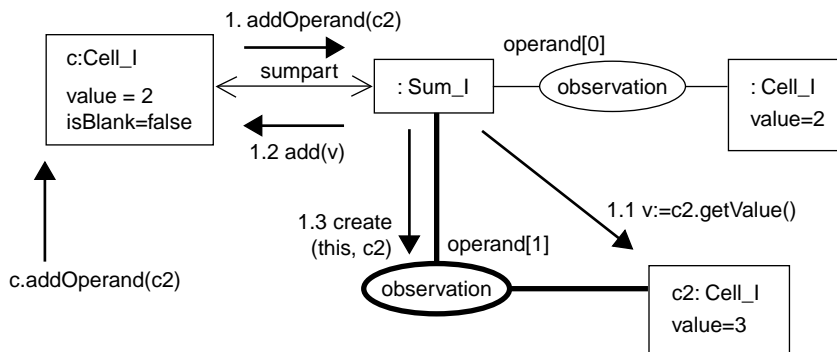 1. addOperand(c2)
operand[0]
c:Cell_I
value = 2
isBlank=false
sumpart
: Sum_I
observation
: Cell_I
value=2
1.2 add(v)
1.3 create
(this, c2)
1.1 v:=c2.getValue()
operand[1]
c.addOperand(c2)
observation
c2: Cell_I
value=3